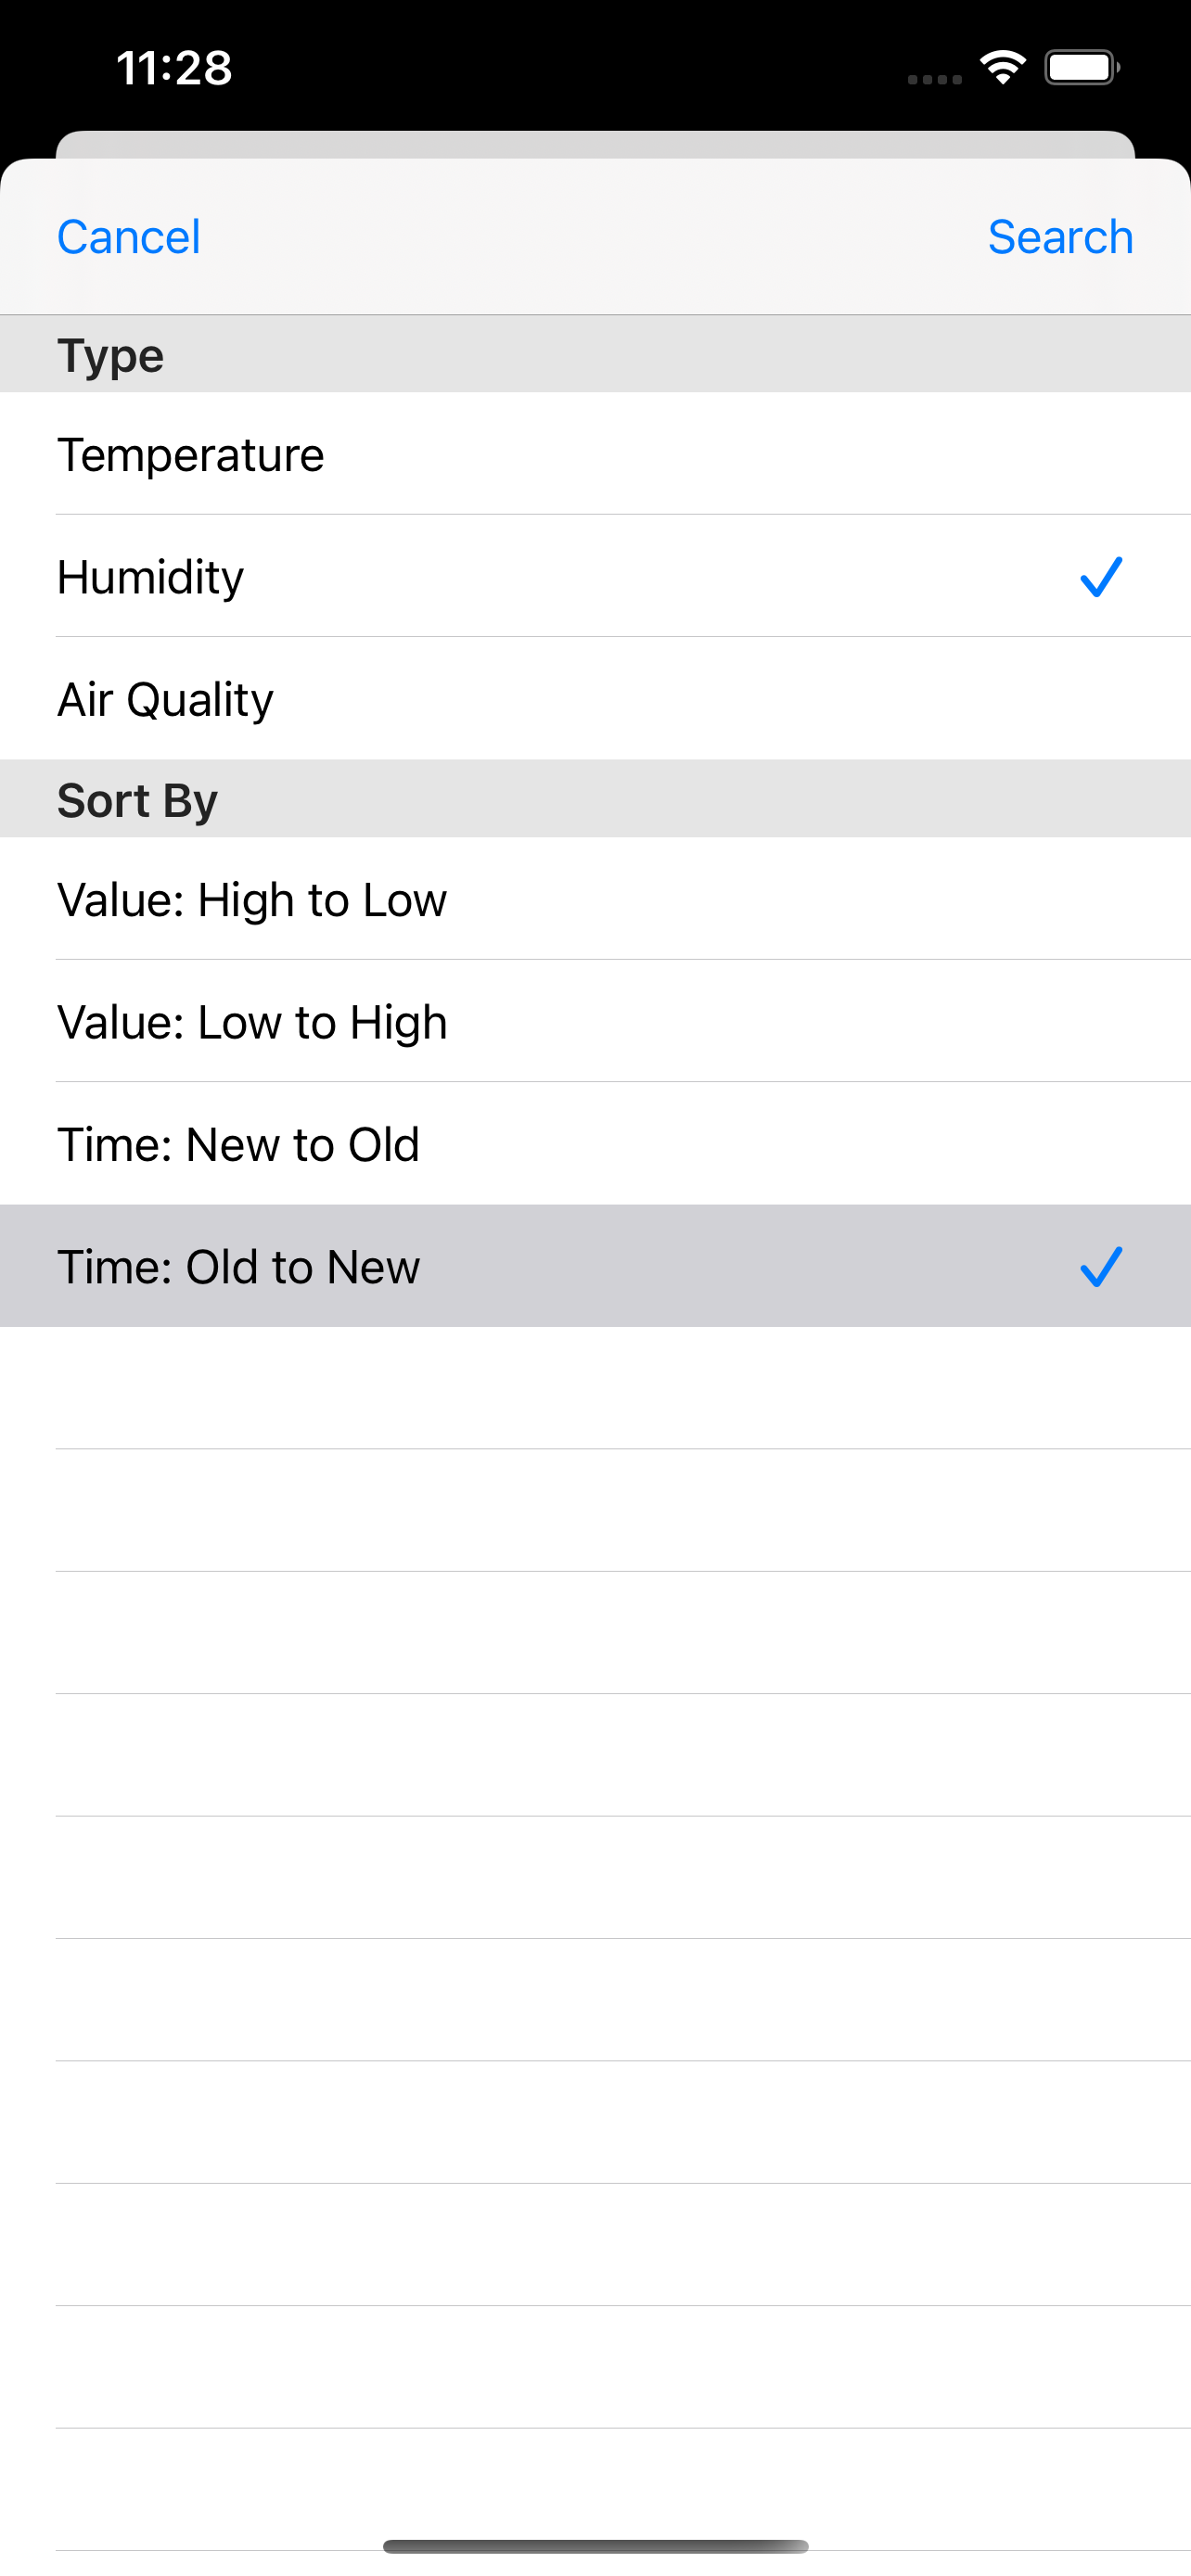 11:28
Cancel
Search
Type
Temperature
Humidity
Air Quality
Sort By
Value: High to Low
Value: Low to High
Time: New to Old
Time: Old to New